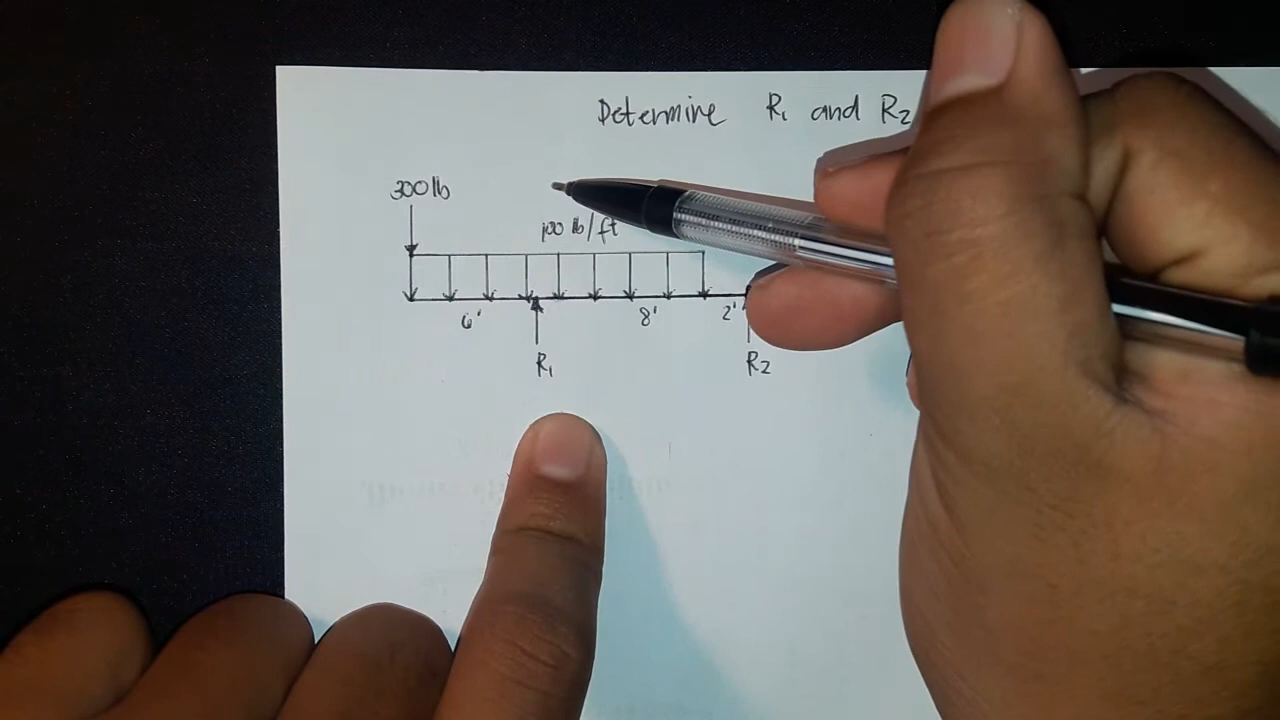 Determine R₁ and R₂
300 lb
100 lb/ft
6' 8' 2'
R₁ R₂